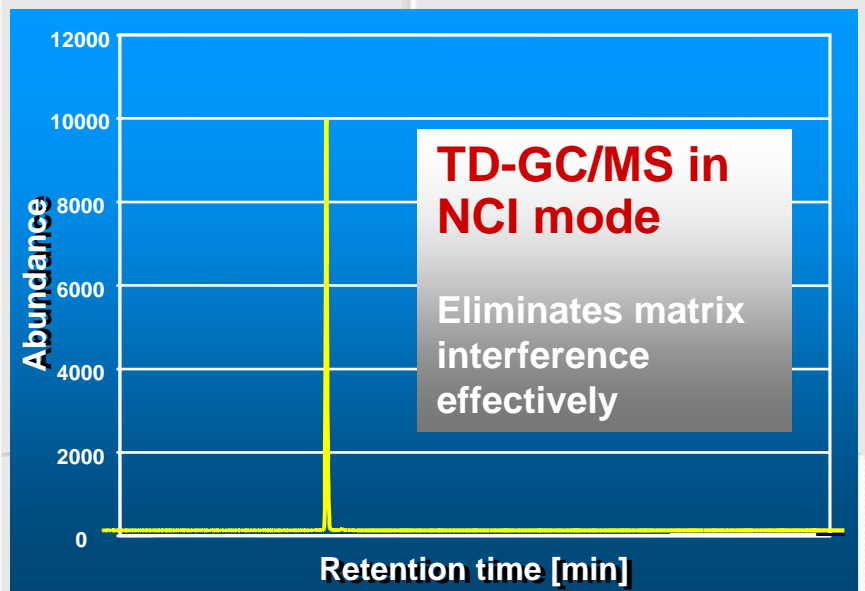 12000
10000
8000
6000
4000
2000
0
Abundance
TD-GC/MS in
NCI mode
Eliminates matrix
interference
effectively
Retention time [min]